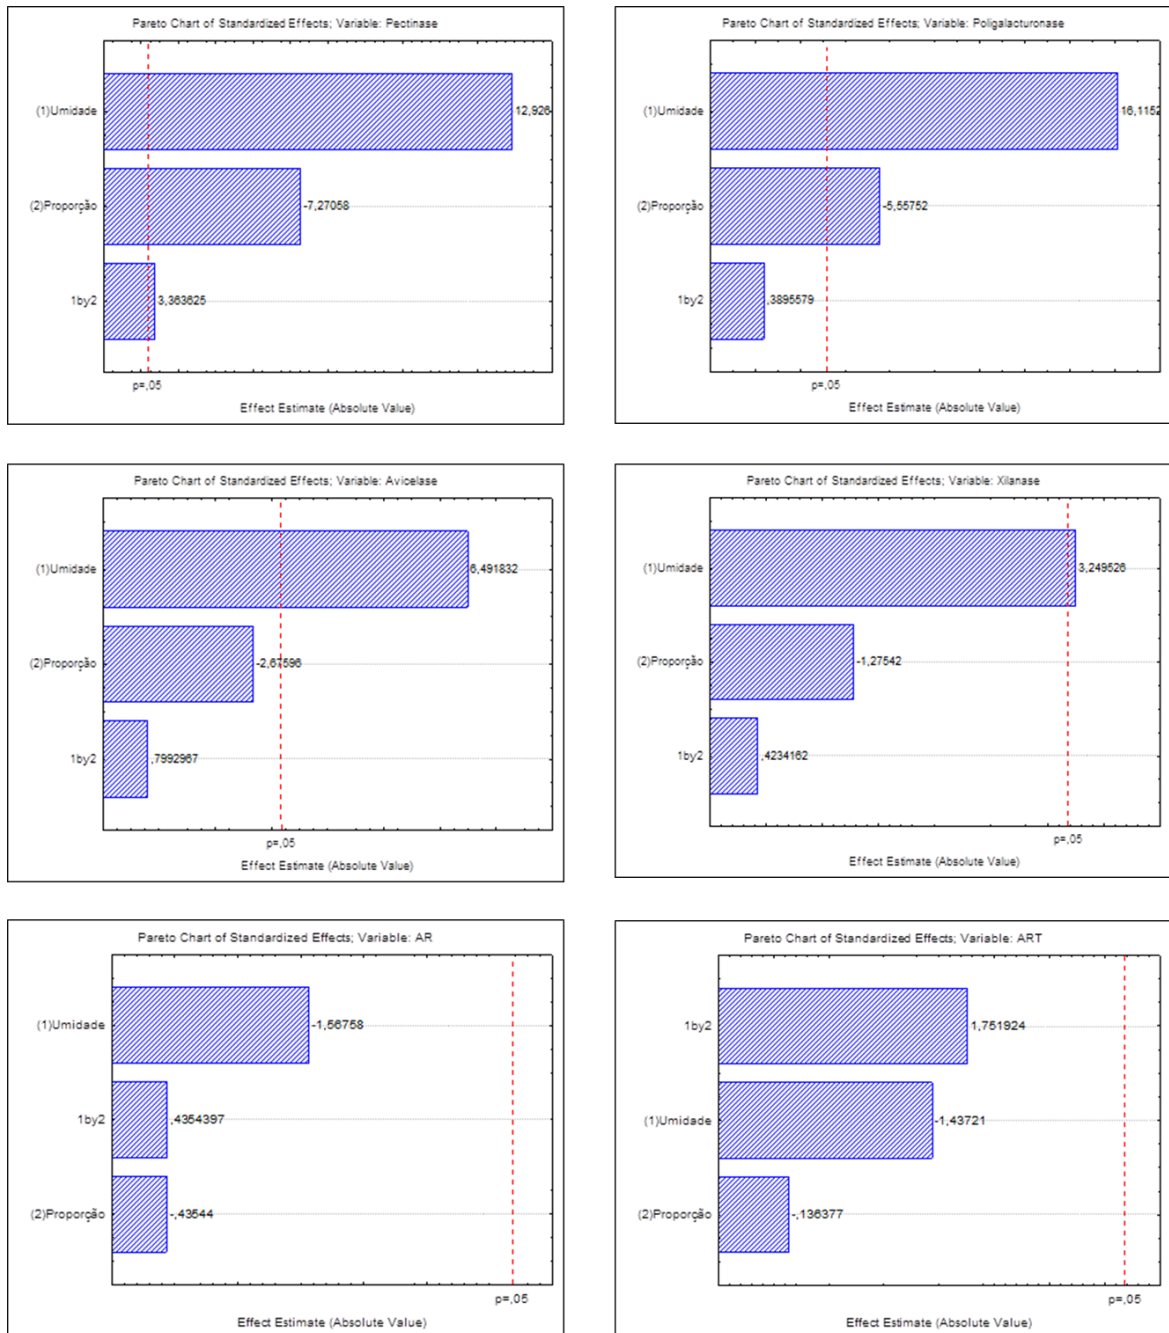 Pareto Chart of Standardized Effects; Variable: Pectinase
(1)Umidade
12,926
(2)Proporção
-7,27058
1by2
3,363625
p=,05
Effect Estimate (Absolute Value)
Pareto Chart of Standardized Effects; Variable: Poligalacturonase
(1)Umidade
16,1152
(2)Proporção
-5,55752
1by2
,3895579
p=,05
Effect Estimate (Absolute Value)
Pareto Chart of Standardized Effects; Variable: Avicelase
(1)Umidade
6,491832
(2)Proporção
-2,67596
1by2
,7992967
p=,05
Effect Estimate (Absolute Value)
Pareto Chart of Standardized Effects; Variable: Xilanase
(1)Umidade
3,249526
(2)Proporção
-1,27542
1by2
,4234162
p=,05
Effect Estimate (Absolute Value)
Pareto Chart of Standardized Effects; Variable: AR
(1)Umidade
-1,56758
1by2
,4354397
(2)Proporção
-,43544
p=,05
Effect Estimate (Absolute Value)
Pareto Chart of Standardized Effects; Variable: ART
1by2
1,751924
(1)Umidade
-1,43721
(2)Proporção
-,136377
p=,05
Effect Estimate (Absolute Value)